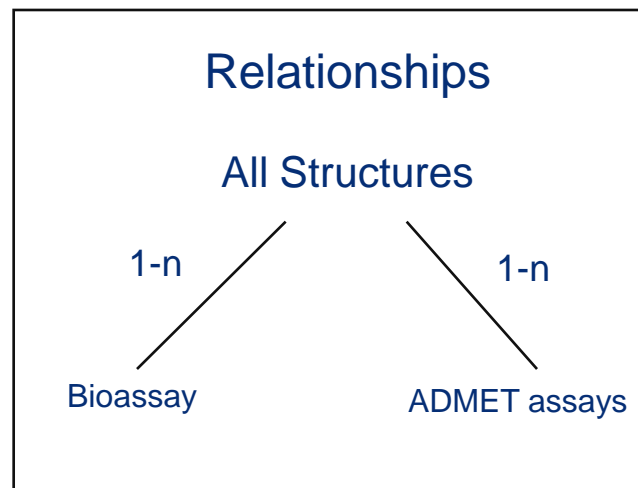 Relationships
All Structures
1-n
1-n
Bioassay
ADMET assays